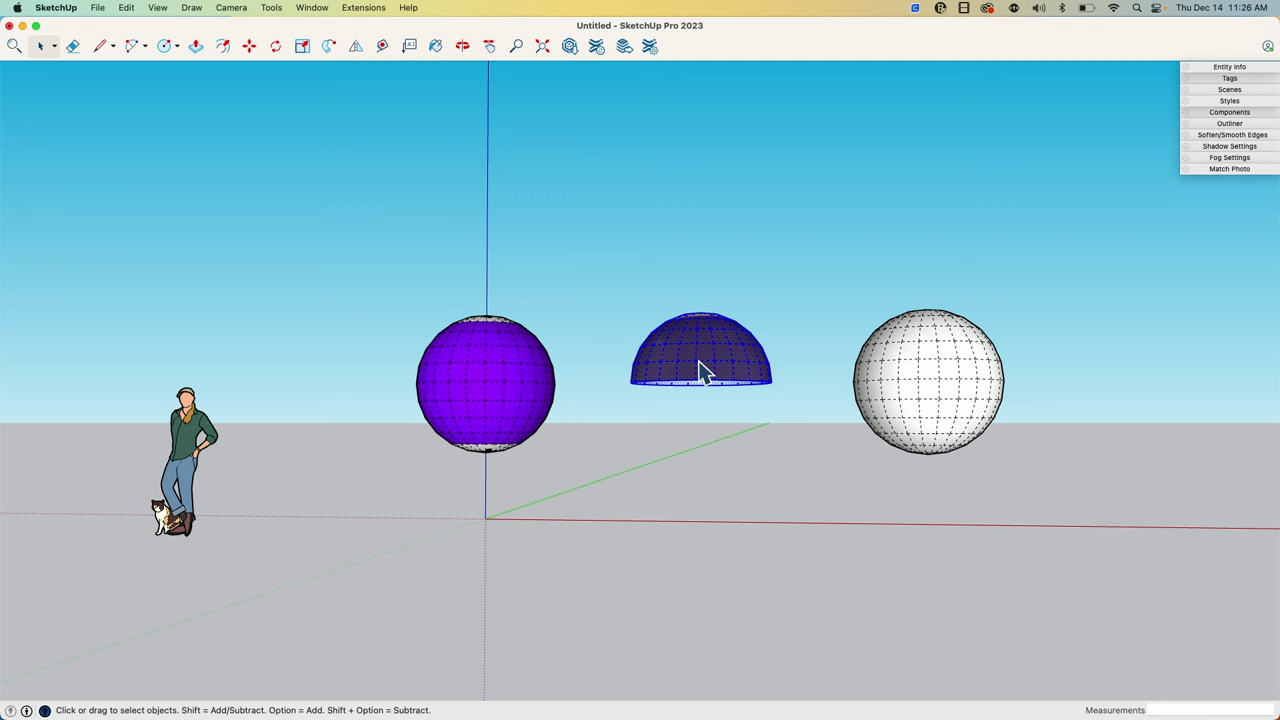 SketchUp File Edit View Draw Camera Tools Window Extensions Help Thu Dec 14 11:26 AM
Untitled - SketchUp Pro 2023
Entity Info
Tags
Scenes
Styles
Components
Outliner
Soften/Smooth Edges
Shadow Settings
Fog Settings
Match Photo
Click or drag to select objects. Shift = Add/Subtract. Option = Add. Shift + Option = Subtract. Measurements